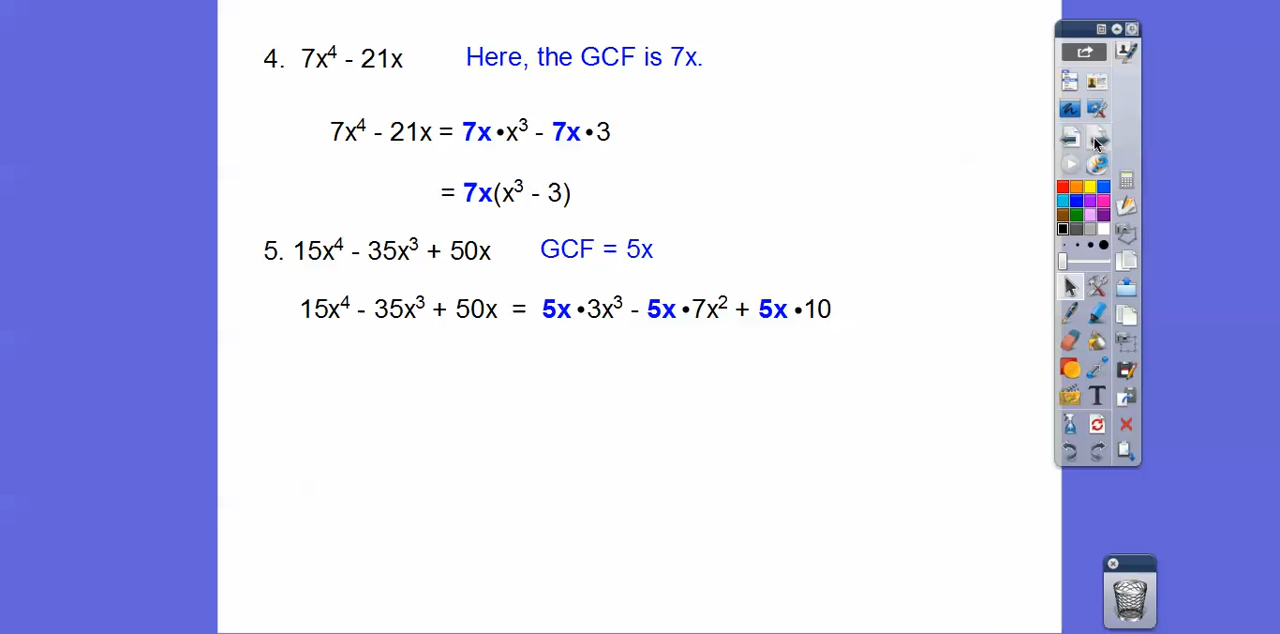 4. 7x⁴ - 21x Here, the GCF is 7x.
7x⁴ - 21x = 7x•x³ - 7x•3
= 7x(x³ - 3)
5. 15x⁴ - 35x³ + 50x GCF = 5x
15x⁴ - 35x³ + 50x = 5x•3x³ - 5x•7x² + 5x•10
T